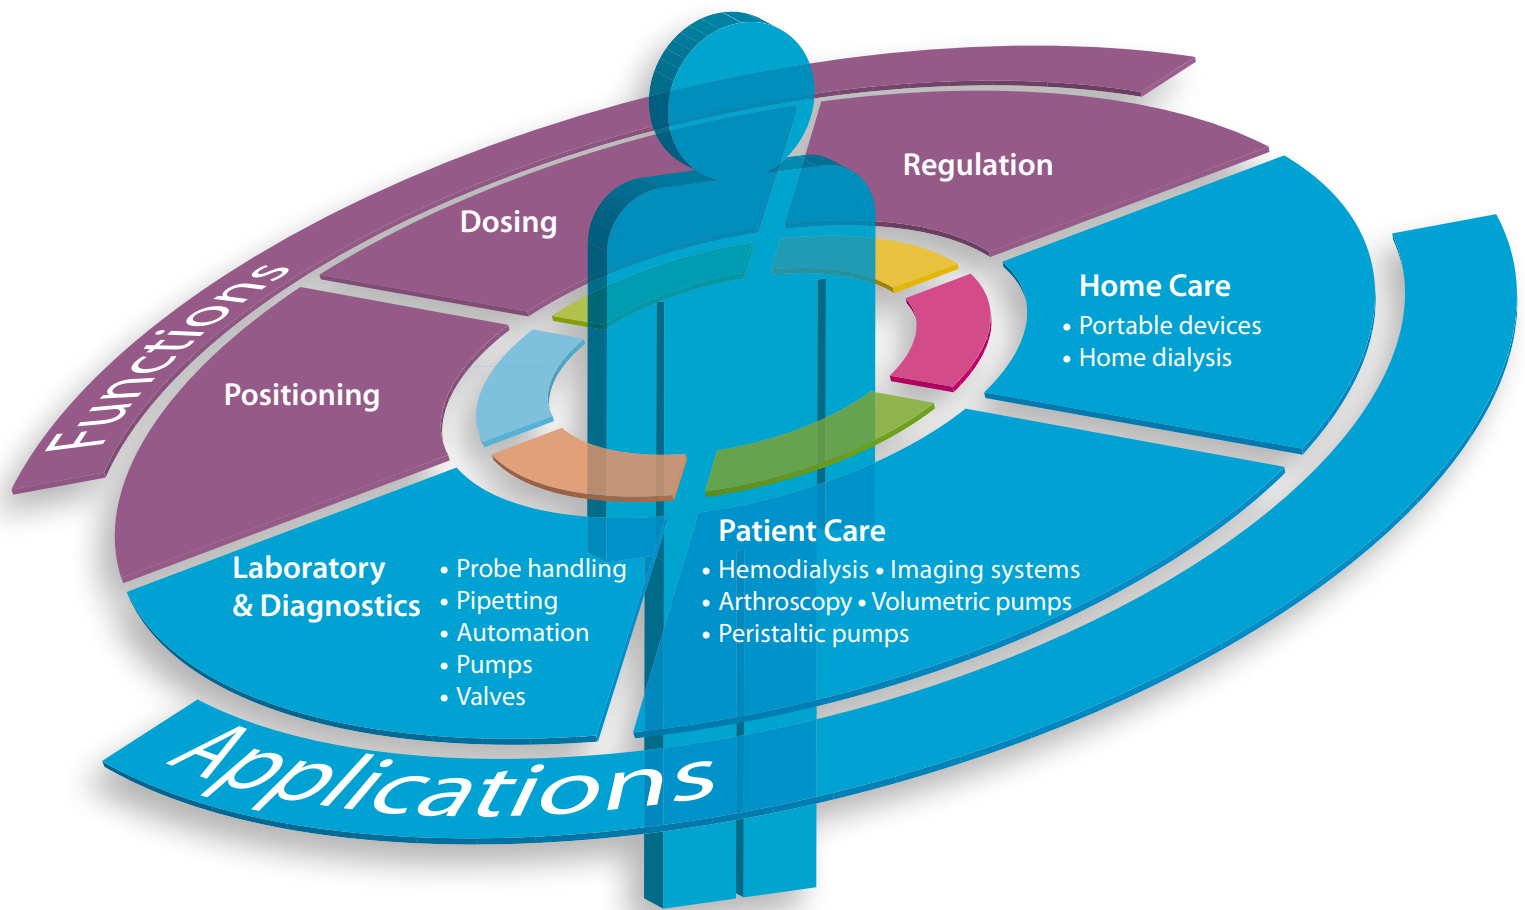 Functions
Regulation
Dosing
Positioning
Home Care
• Portable devices
• Home dialysis
Patient Care
• Hemodialysis • Imaging systems
• Arthroscopy • Volumetric pumps
• Peristaltic pumps
Laboratory
& Diagnostics
• Probe handling
• Pipetting
• Automation
• Pumps
• Valves
Applications